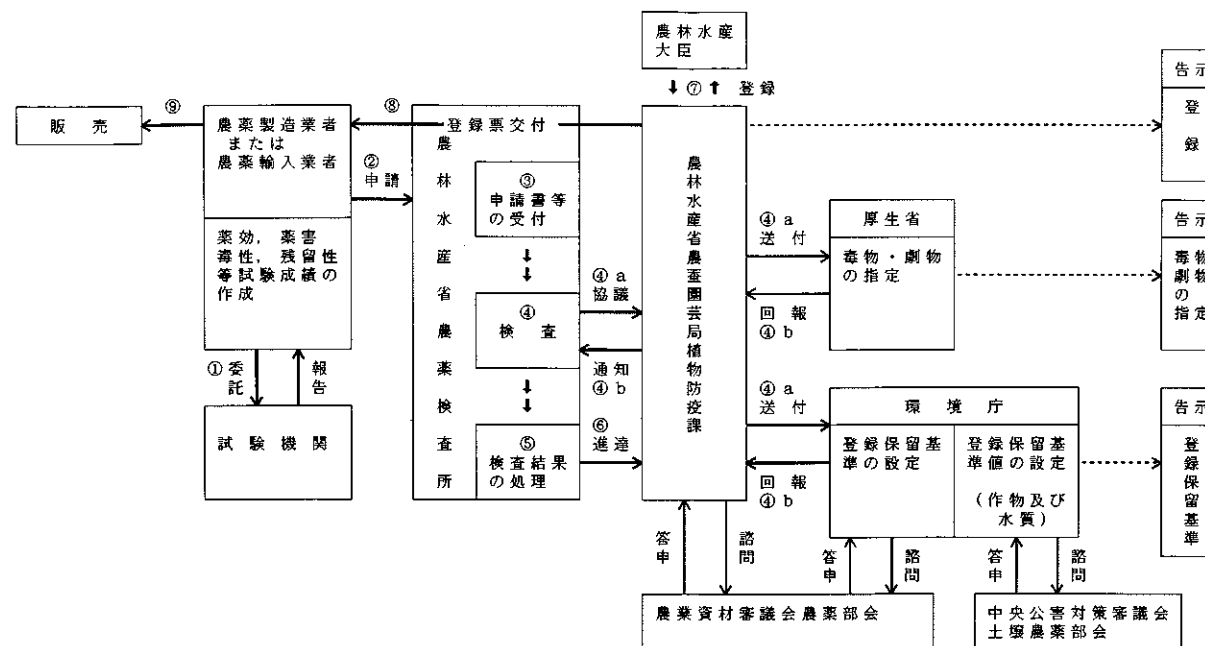 農林水産
大臣
↓⑦↑ 登録
告示
登録
⑨
販売
農薬製造業者
または
農薬輸入業者
薬効，薬害
毒性，残留性
等試験成績の
作成
②
申請
⑧
登録票交付
農林水産省農薬検査所
③
申請書等
の受付
④
検査
⑤
検査結果
の処理
④a
協議
通知
④b
⑥
進達
農林水産省農蚕園芸局植物防疫課
④a
送付
回報
④b
厚生省
毒物・劇物
の指定
告示
毒物
劇物
の
指定
①委託
報告
試験機関
④a
送付
回報
④b
環境庁
登録保留基
準の設定
登録保留基
準値の設定
（作物及び
水質）
告示
登録保留基準
答申
諮問
答申
諮問
答申
諮問
農業資材審議会農薬部会
中央公害対策審議会
土壌農薬部会